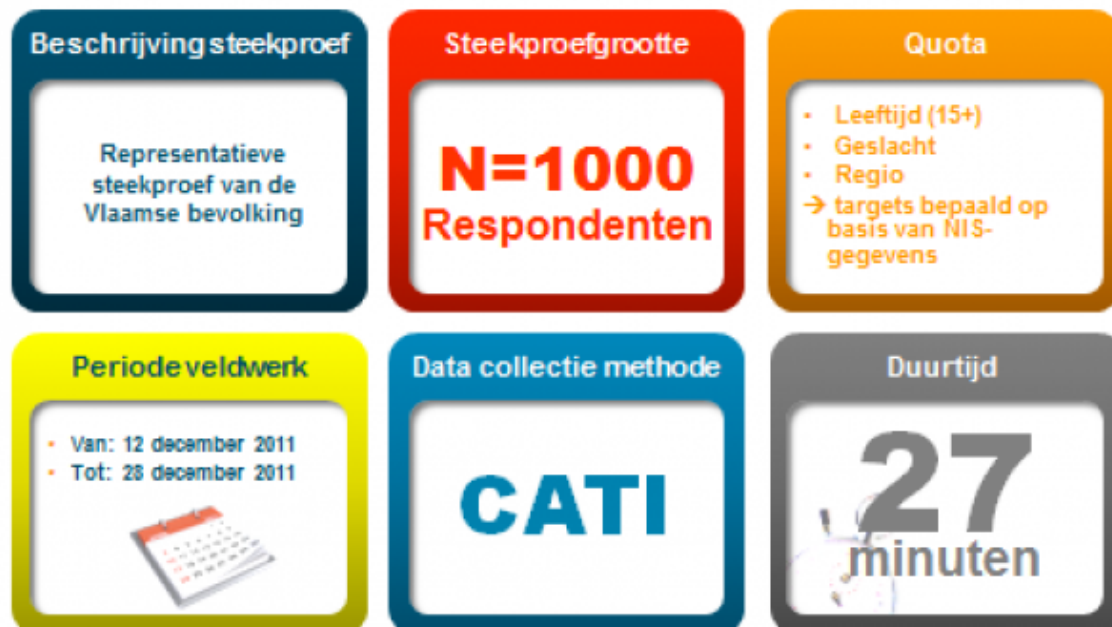 Beschrijving steekproef
Representatieve
steekproef van de
Vlaamse bevolking
Steekproefgrootte
N=1000
Respondenten
Quota
• Leeftijd (15+)
• Geslacht
• Regio
→ targets bepaald op
basis van NIS-
gegevens
Periode veldwerk
• Van: 12 december 2011
• Tot: 28 december 2011
Data collectie methode
CATI
Duurtijd
27
minuten